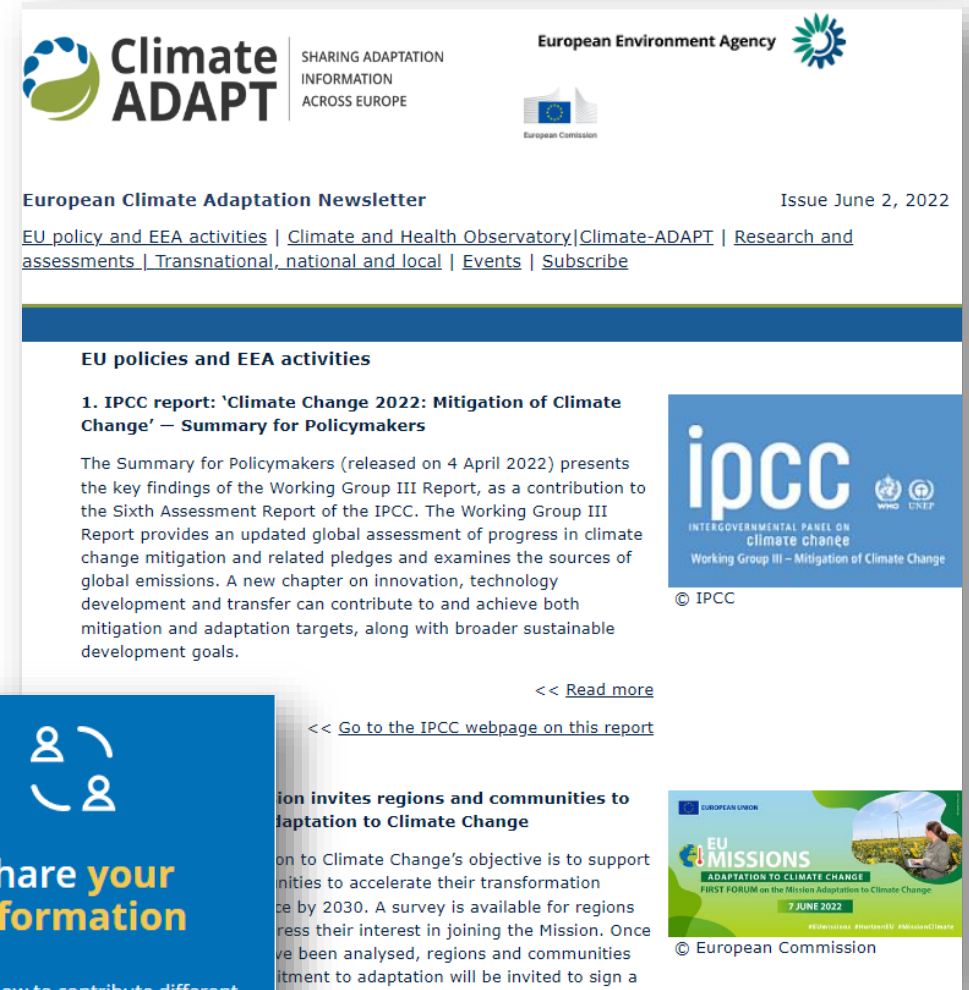 Climate
ADAPT
SHARING ADAPTATION
INFORMATION
ACROSS EUROPE
European Environment Agency
European Comission
European Climate Adaptation Newsletter
Issue June 2, 2022
EU policy and EEA activities | Climate and Health Observatory|Climate-ADAPT | Research and
assessments | Transnational, national and local | Events | Subscribe
EU policies and EEA activities
1. IPCC report: ‘Climate Change 2022: Mitigation of Climate
Change’ — Summary for Policymakers
The Summary for Policymakers (released on 4 April 2022) presents
the key findings of the Working Group III Report, as a contribution to
the Sixth Assessment Report of the IPCC. The Working Group III
Report provides an updated global assessment of progress in climate
change mitigation and related pledges and examines the sources of
global emissions. A new chapter on innovation, technology
development and transfer can contribute to and achieve both
mitigation and adaptation targets, along with broader sustainable
development goals.
<< Read more
<< Go to the IPCC webpage on this report
ipcc
WMO
UNEP
INTERGOVERNMENTAL PANEL ON
climate change
Working Group III – Mitigation of Climate Change
© IPCC
invites regions and communities to
to Climate Change
to Climate Change’s objective is to support
to accelerate their transformation
by 2030. A survey is available for regions
their interest in joining the Mission. Once
been analysed, regions and communities
to adaptation will be invited to sign a
EUROPEAN UNION
EU
MISSIONS
ADAPTATION TO CLIMATE CHANGE
FIRST FORUM on the Mission Adaptation to Climate Change
7 JUNE 2022
#EUmissions #HorizonEU #MissionClimate
© European Commission
your
to contribute different